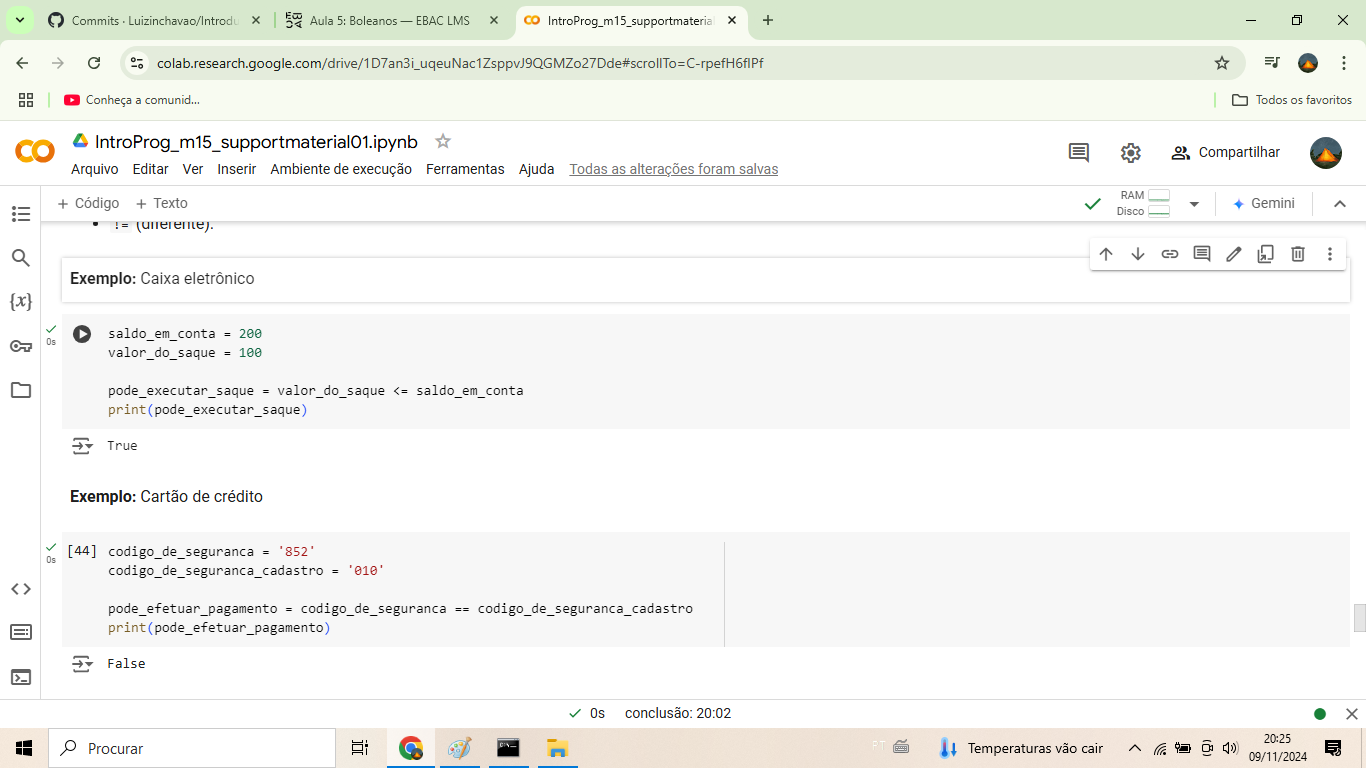 Commits · Luizinchavao/Introdu
Aula 5: Boleanos — EBAC LMS
IntroProg_m15_supportmaterial
colab.research.google.com/drive/1D7an3i_uqeuNac1ZsppvJ9QGMZo27Dde#scrollTo=C-rpefH6flPf
Conheça a comunid...
Todos os favoritos
IntroProg_m15_supportmaterial01.ipynb
Arquivo Editar Ver Inserir Ambiente de execução Ferramentas Ajuda Todas as alterações foram salvas
Compartilhar
+ Código + Texto
RAM
Disco
Gemini
!= (diferente).
Exemplo: Caixa eletrônico
0s
saldo_em_conta = 200
valor_do_saque = 100
pode_executar_saque = valor_do_saque <= saldo_em_conta
print(pode_executar_saque)
True
Exemplo: Cartão de crédito
0s
[44] codigo_de_seguranca = '852'
codigo_de_seguranca_cadastro = '010'
pode_efetuar_pagamento = codigo_de_seguranca == codigo_de_seguranca_cadastro
print(pode_efetuar_pagamento)
False
0s conclusão: 20:02
Procurar
PT
Temperaturas vão cair
20:25
09/11/2024